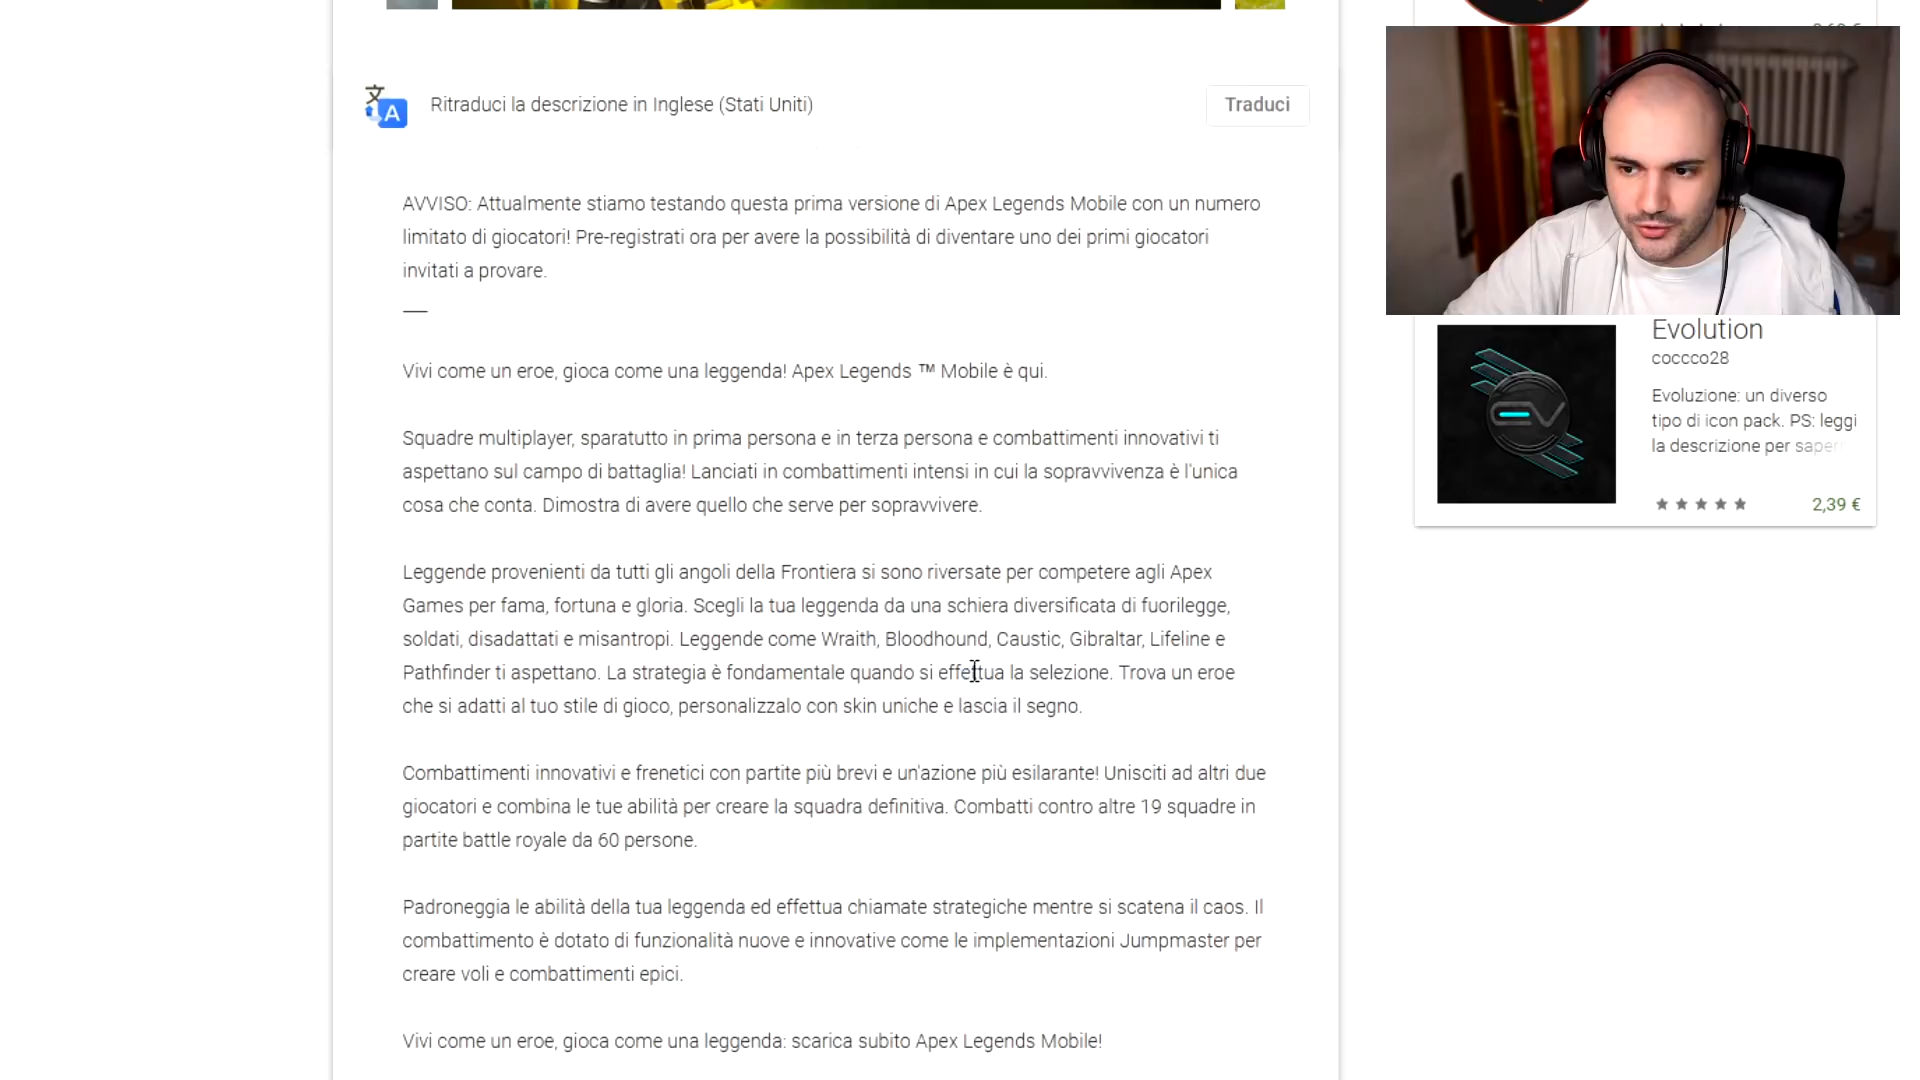 Ritraduci la descrizione in Inglese (Stati Uniti)
Traduci
AVVISO: Attualmente stiamo testando questa prima versione di Apex Legends Mobile con un numero
limitato di giocatori! Pre-registrati ora per avere la possibilità di diventare uno dei primi giocatori
invitati a provare.
Vivi come un eroe, gioca come una leggenda! Apex Legends ™ Mobile è qui.
Squadre multiplayer, sparatutto in prima persona e in terza persona e combattimenti innovativi ti
aspettano sul campo di battaglia! Lanciati in combattimenti intensi in cui la sopravvivenza è l'unica
cosa che conta. Dimostra di avere quello che serve per sopravvivere.
Leggende provenienti da tutti gli angoli della Frontiera si sono riversate per competere agli Apex
Games per fama, fortuna e gloria. Scegli la tua leggenda da una schiera diversificata di fuorilegge,
soldati, disadattati e misantropi. Leggende come Wraith, Bloodhound, Caustic, Gibraltar, Lifeline e
Pathfinder ti aspettano. La strategia è fondamentale quando si effettua la selezione. Trova un eroe
che si adatti al tuo stile di gioco, personalizzalo con skin uniche e lascia il segno.
Combattimenti innovativi e frenetici con partite più brevi e un'azione più esilarante! Unisciti ad altri due
giocatori e combina le tue abilità per creare la squadra definitiva. Combatti contro altre 19 squadre in
partite battle royale da 60 persone.
Padroneggia le abilità della tua leggenda ed effettua chiamate strategiche mentre si scatena il caos. Il
combattimento è dotato di funzionalità nuove e innovative come le implementazioni Jumpmaster per
creare voli e combattimenti epici.
Vivi come un eroe, gioca come una leggenda: scarica subito Apex Legends Mobile!
Evolution
coccco28
Evoluzione: un diverso
tipo di icon pack. PS: leggi
la descrizione per saper
EV
2,39 €